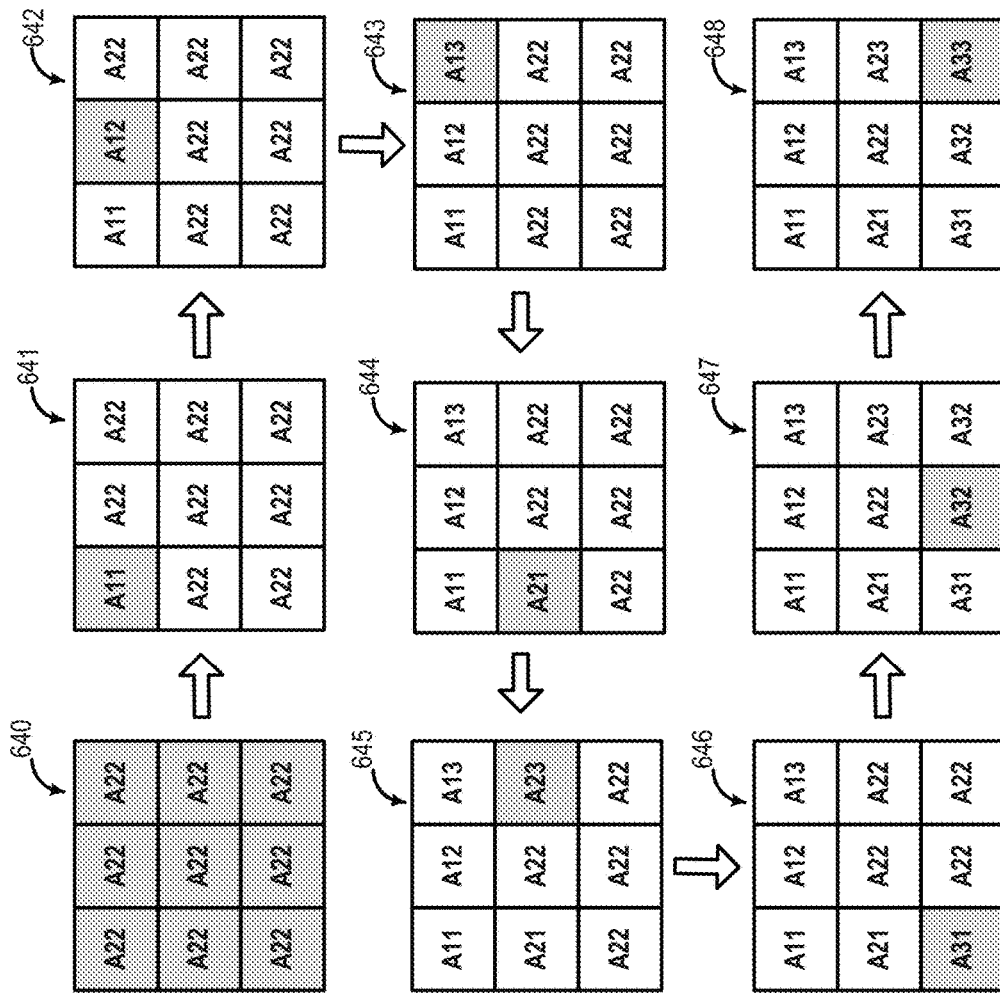 640
A22 A22 A22
A22 A22 A22
A22 A22 A22
641
A11 A22 A22
A22 A22 A22
A22 A22 A22
642
A11 A12 A22
A22 A22 A22
A22 A22 A22
643
A11 A12 A13
A22 A22 A22
A22 A22 A22
644
A11 A12 A13
A21 A22 A22
A22 A22 A22
645
A11 A12 A13
A21 A22 A23
A22 A22 A22
646
A11 A12 A13
A21 A22 A22
A31 A22 A22
647
A11 A12 A13
A21 A22 A23
A31 A32 A32
648
A11 A12 A13
A21 A22 A23
A31 A32 A33